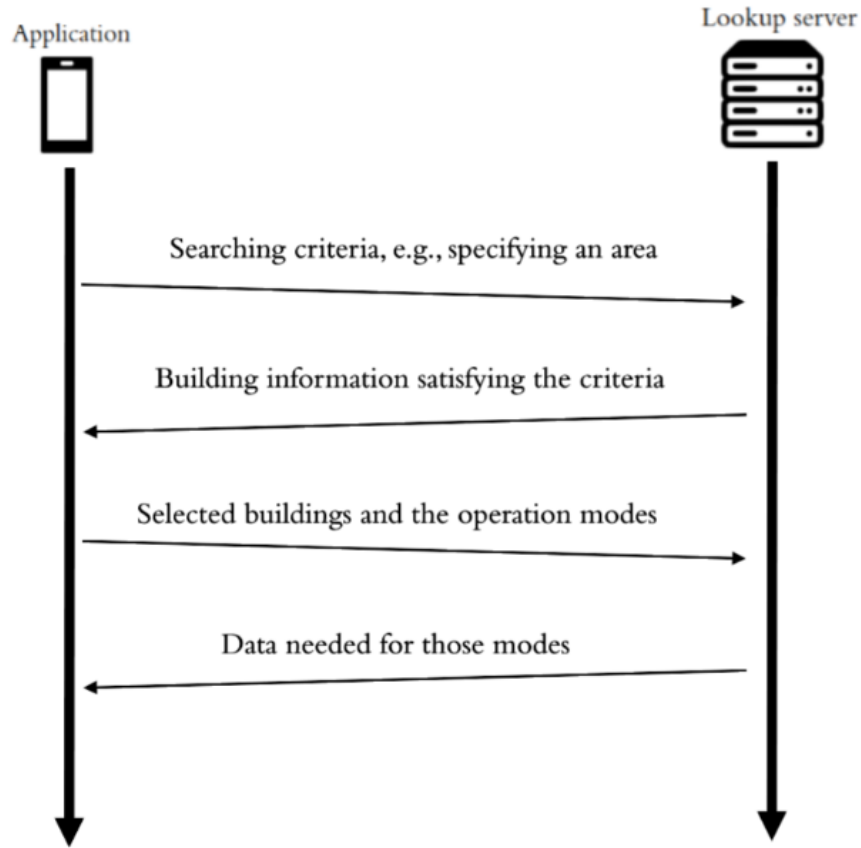 Application
Lookup server
Searching criteria, e.g., specifying an area
Building information satisfying the criteria
Selected buildings and the operation modes
Data needed for those modes